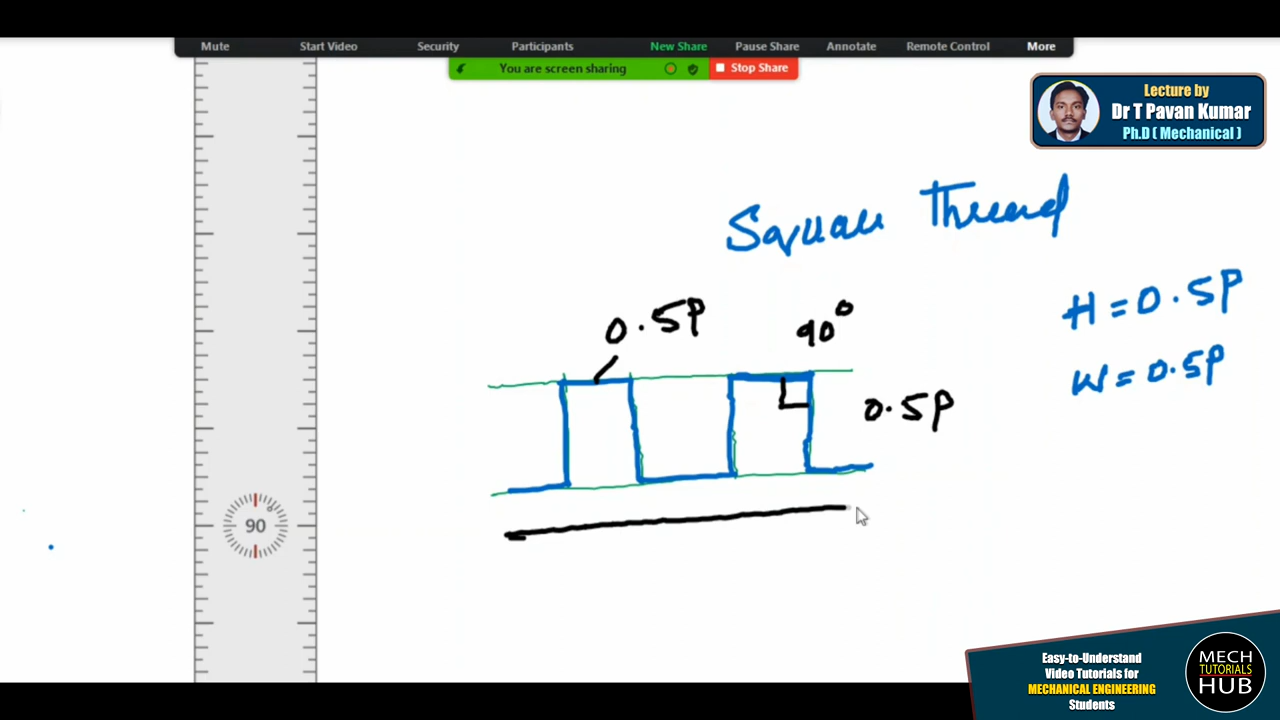 Mute Start Video Security Participants New Share Pause Share Annotate Remote Control More
You are screen sharing Stop Share
Lecture by
Dr T Pavan Kumar
Ph.D ( Mechanical )
Square Thread
H = 0.5P
W = 0.5P
0.5P
90°
0.5P
90
Easy-to-Understand
Video Tutorials for
MECHANICAL ENGINEERING
Students
MECH
TUTORIALS
HUB